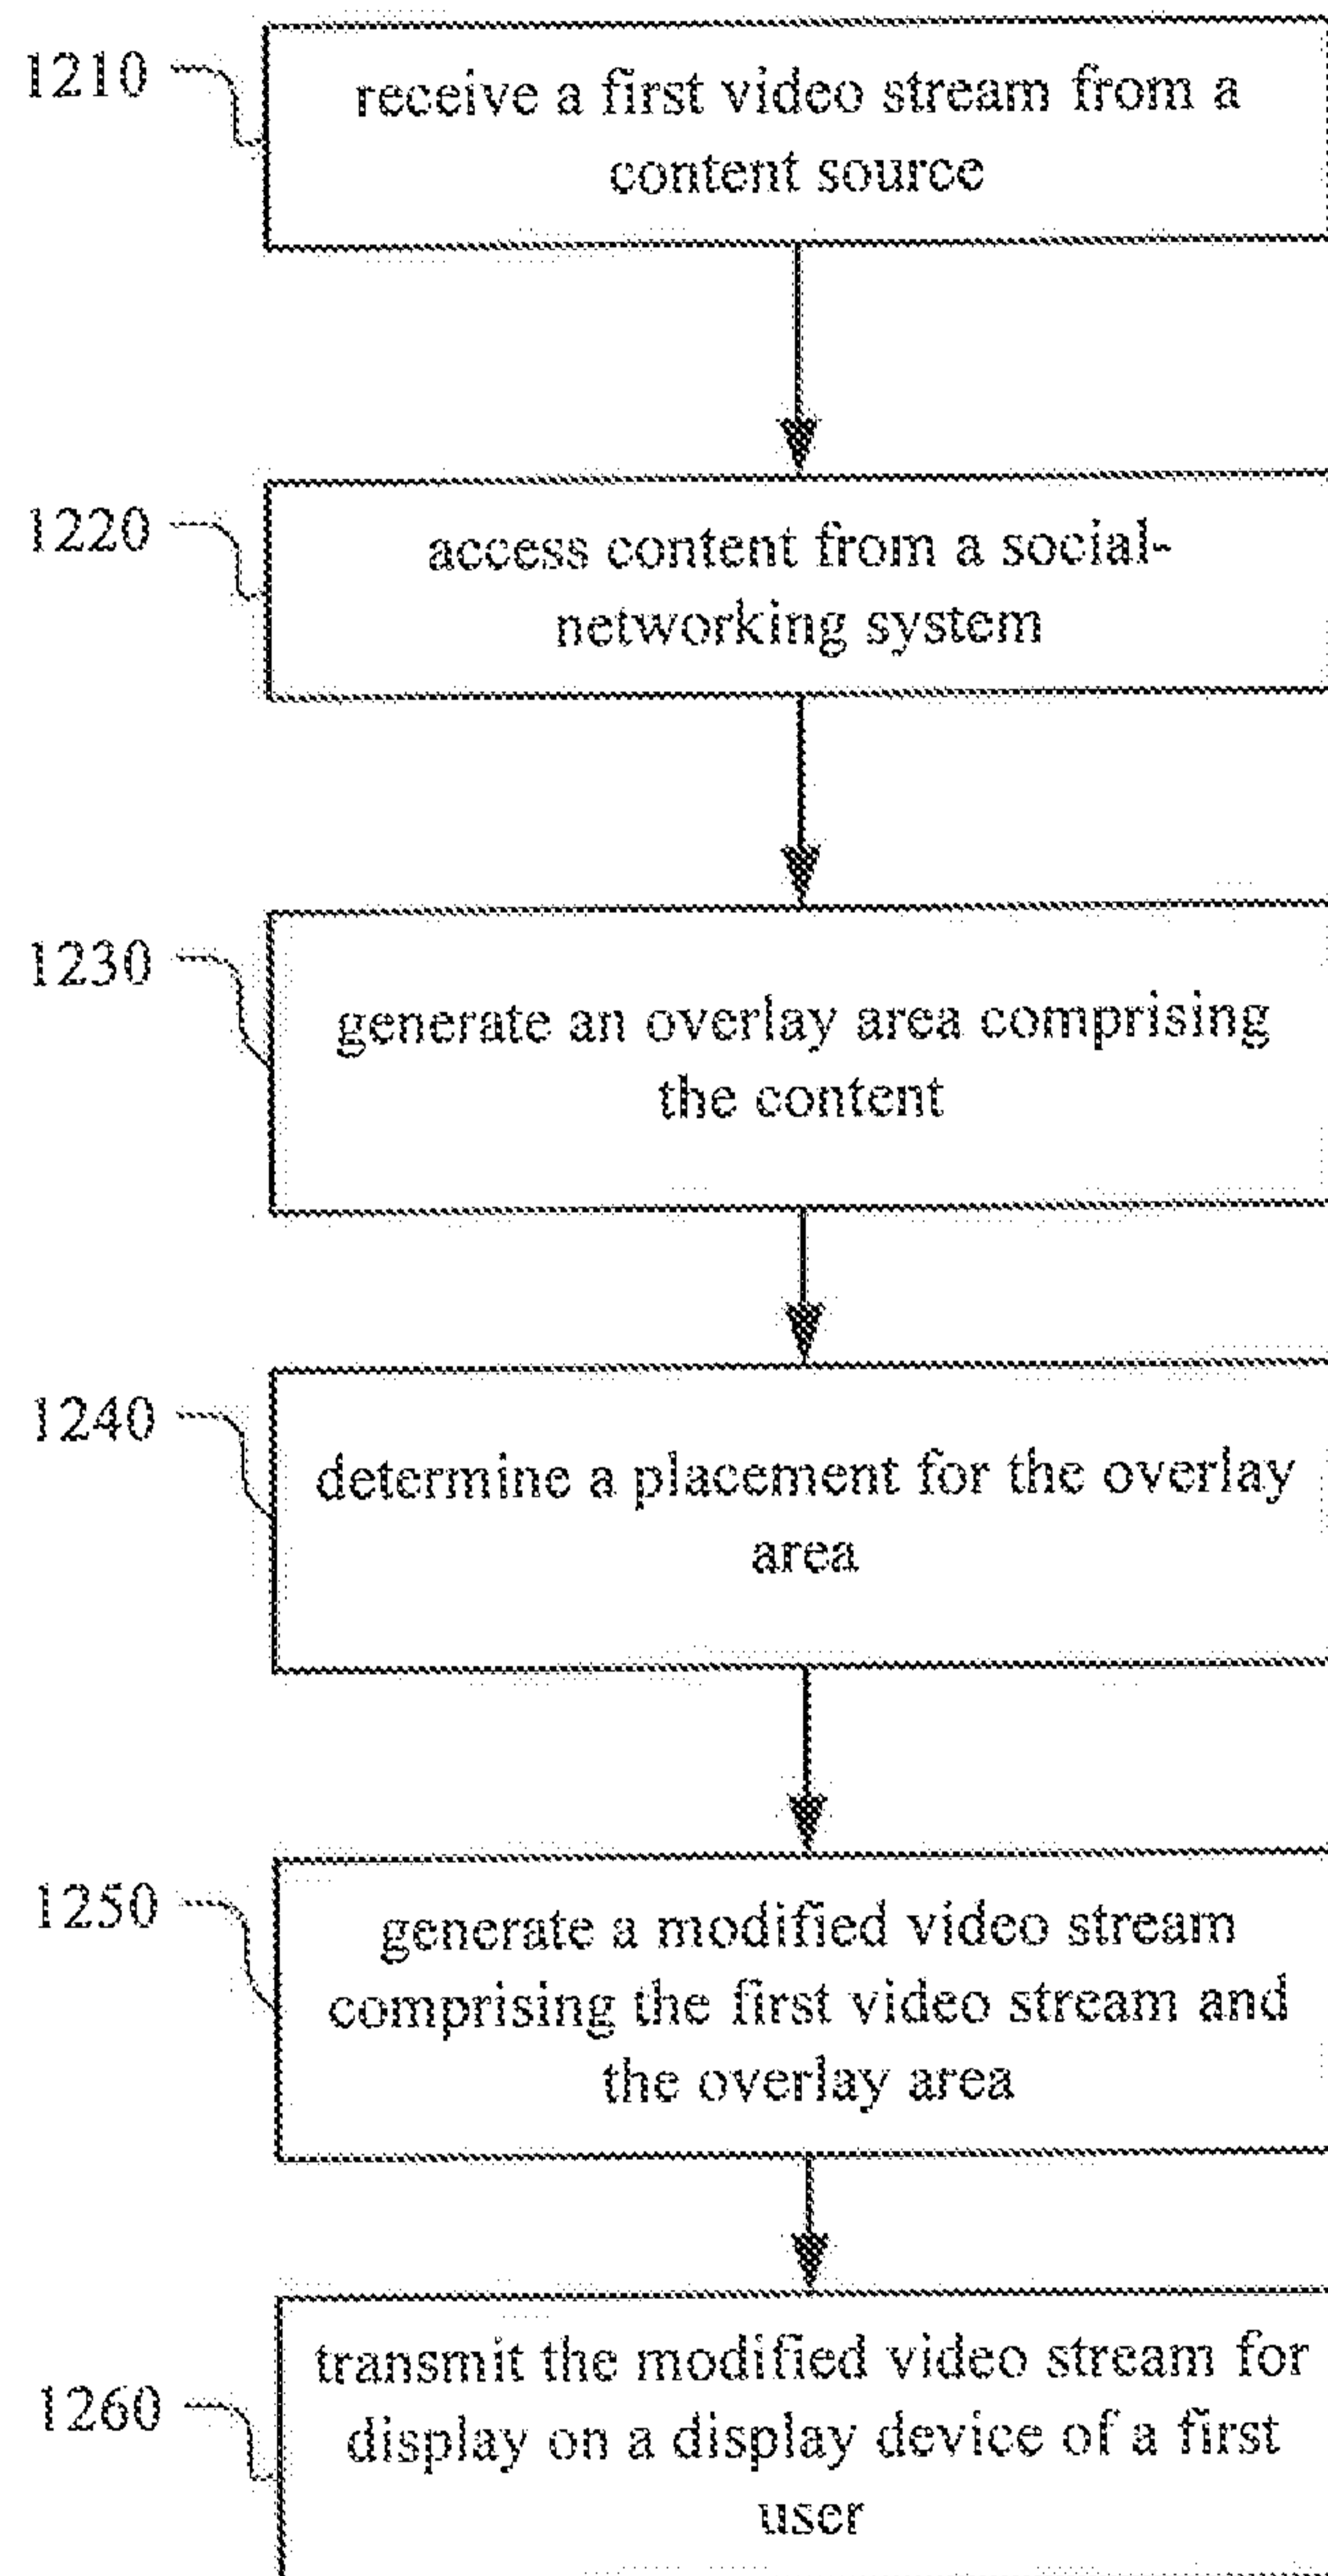 1210
receive a first video stream from a
content source
1220
access content from a social-
networking system
1230
generate an overlay area comprising
the content
1240
determine a placement for the overlay
area
1250
generate a modified video stream
comprising the first video stream and
the overlay area
1260
transmit the modified video stream for
display on a display device of a first
user